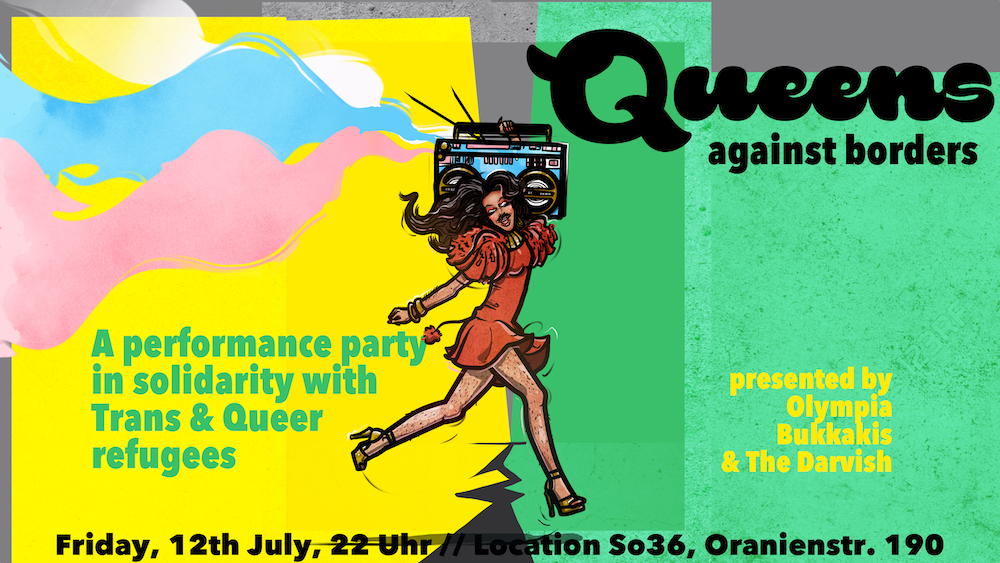 Queens
against borders
A performance party
in solidarity with
Trans & Queer
refugees
presented by
Olympia
Bukkakis
& The Darvish
Friday, 12th July, 22 Uhr // Location So36, Oranienstr. 190